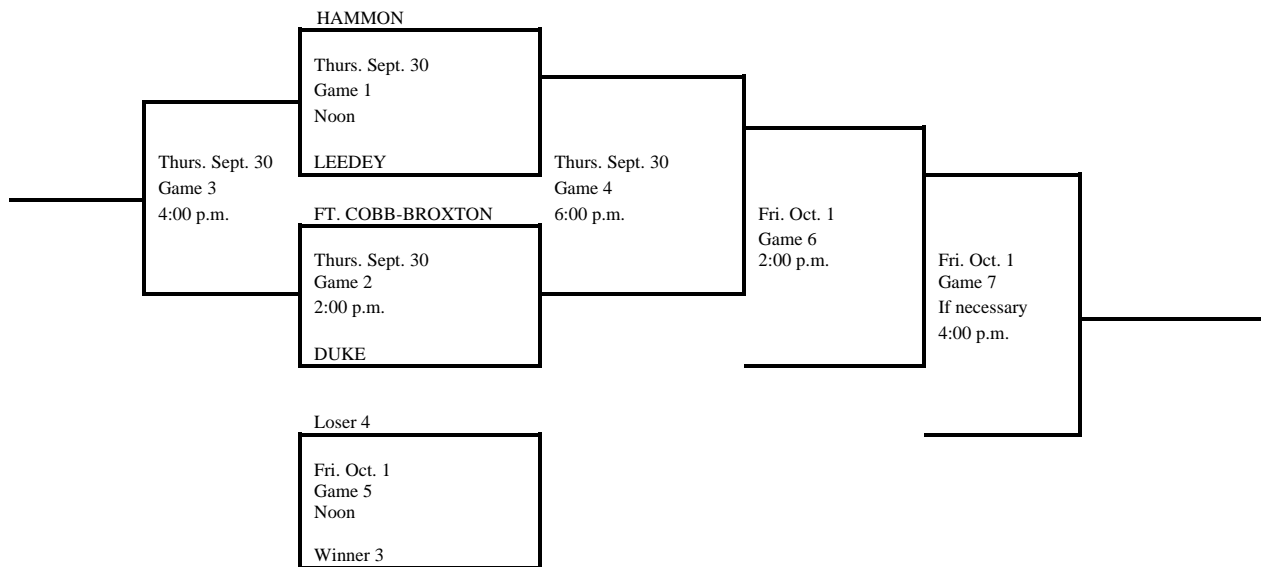 HAMMON
Thurs. Sept. 30
Game 1
Noon
LEEDEY
Thurs. Sept. 30
Game 3
4:00 p.m.
FT. COBB-BROXTON
Thurs. Sept. 30
Game 2
2:00 p.m.
DUKE
Thurs. Sept. 30
Game 4
6:00 p.m.
Fri. Oct. 1
Game 6
2:00 p.m.
Fri. Oct. 1
Game 7
If necessary
4:00 p.m.
Loser 4
Fri. Oct. 1
Game 5
Noon
Winner 3